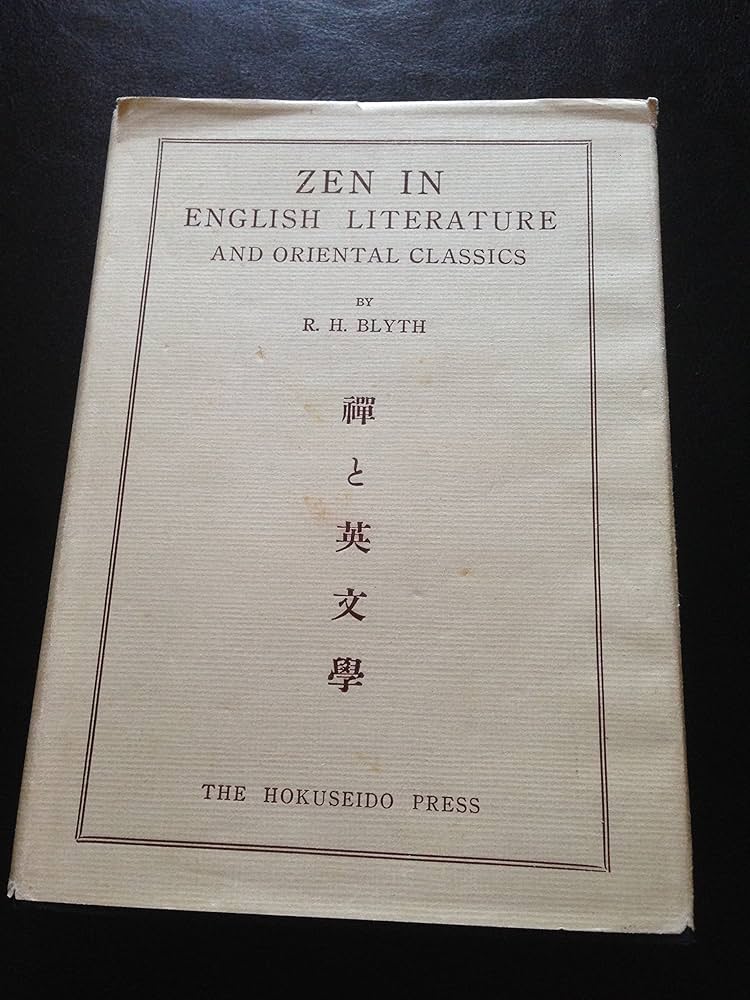 ZEN IN
ENGLISH LITERATURE
AND ORIENTAL CLASSICS
BY
R. H. BLYTH
禪と英文學
THE HOKUSEIDO PRESS